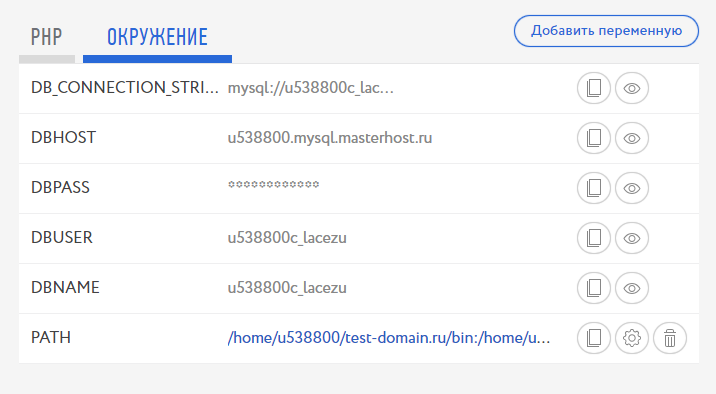 PHP ОКРУЖЕНИЕ Добавить переменную
DB_CONNECTION_STRI... mysql://u538800c_lac...
DBHOST u538800.mysql.masterhost.ru
DBPASS ************
DBUSER u538800c_lacezu
DBNAME u538800c_lacezu
PATH /home/u538800/test-domain.ru/bin:/home/u...